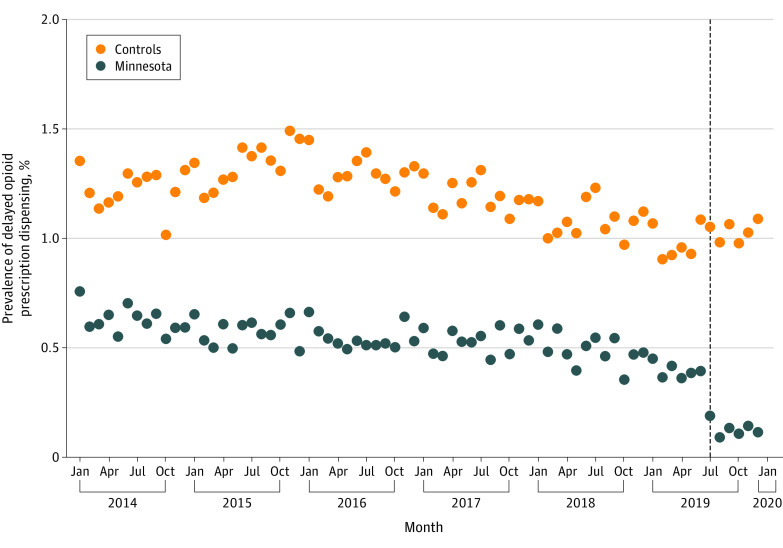 2.0
Controls
Minnesota
1.5
1.0
0.5
0
Prevalence of delayed opioid
prescription dispensing, %
Jan Apr Jul Oct Jan Apr Jul Oct Jan Apr Jul Oct Jan Apr Jul Oct Jan Apr Jul Oct Jan Apr Jul Oct Jan
2014 2015 2016 2017 2018 2019 2020
Month